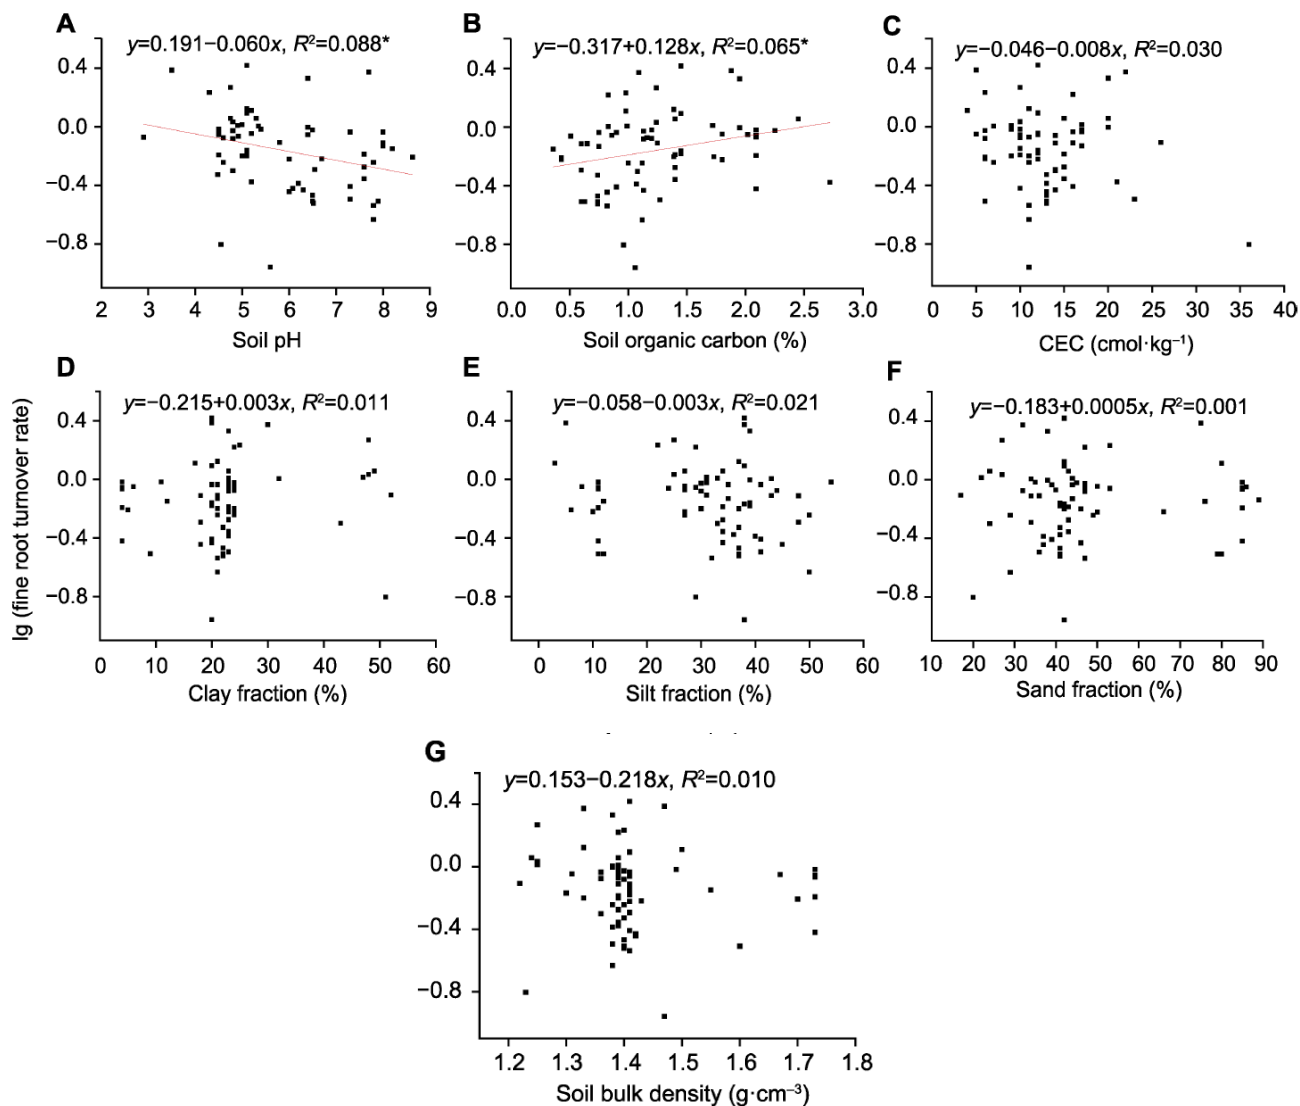 A
y=0.191−0.060x, R²=0.088*
0.4
0.0
−0.4
−0.8
2 3 4 5 6 7 8 9
Soil pH
B
y=−0.317+0.128x, R²=0.065*
0.4
0.0
−0.4
−0.8
0.0 0.5 1.0 1.5 2.0 2.5 3.0
Soil organic carbon (%)
C
y=−0.046−0.008x, R²=0.030
0.4
0.0
−0.4
−0.8
0 5 10 15 20 25 30 35 40
CEC (cmol·kg⁻¹)
lg (fine root turnover rate)
D
y=−0.215+0.003x, R²=0.011
0.4
0.0
−0.4
−0.8
0 10 20 30 40 50 60
Clay fraction (%)
E
y=−0.058−0.003x, R²=0.021
0.4
0.0
−0.4
−0.8
0 10 20 30 40 50 60
Silt fraction (%)
F
y=−0.183+0.0005x, R²=0.001
0.4
0.0
−0.4
−0.8
10 20 30 40 50 60 70 80 90
Sand fraction (%)
G
y=0.153−0.218x, R²=0.010
0.4
0.0
−0.4
−0.8
1.2 1.3 1.4 1.5 1.6 1.7 1.8
Soil bulk density (g·cm⁻³)